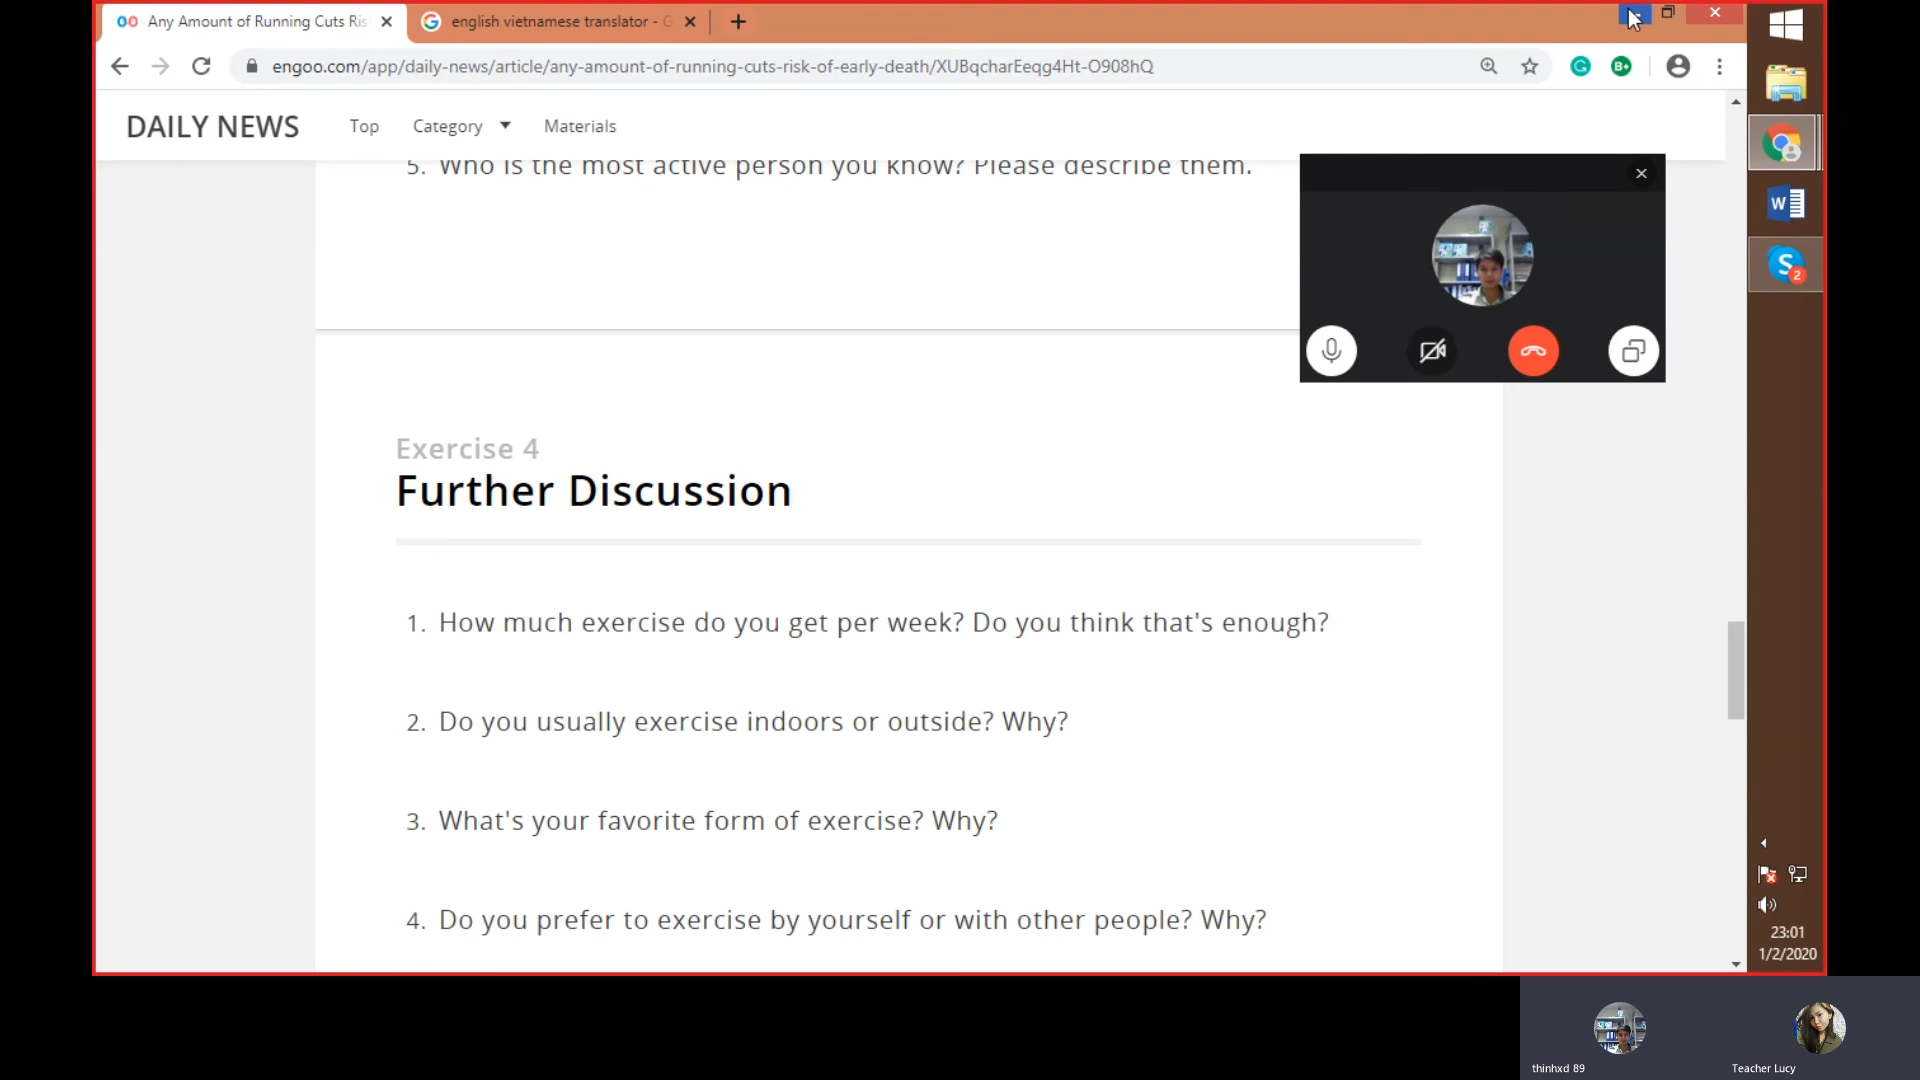 Any Amount of Running Cuts Ris
english vietnamese translator - G
engoo.com/app/daily-news/article/any-amount-of-running-cuts-risk-of-early-death/XUBqcharEeqg4Ht-O908hQ
DAILY NEWS Top Category Materials
5. Who is the most active person you know? Please describe them.
Exercise 4
Further Discussion
1. How much exercise do you get per week? Do you think that's enough?
2. Do you usually exercise indoors or outside? Why?
3. What's your favorite form of exercise? Why?
4. Do you prefer to exercise by yourself or with other people? Why?
B+
W
S
2
23:01
1/2/2020
thinhxd 89
Teacher Lucy